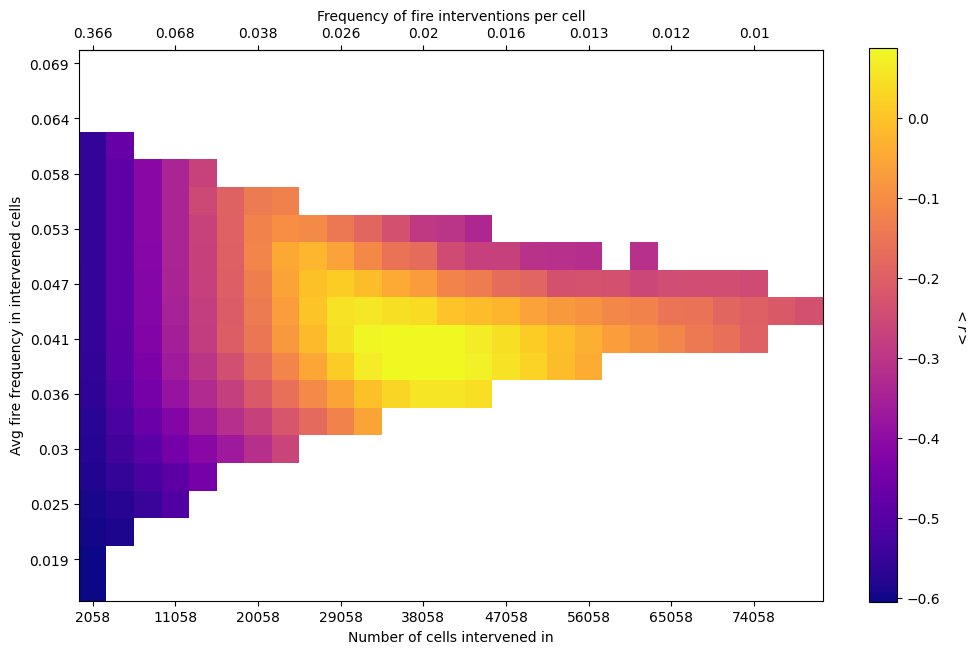 Frequency of fire interventions per cell
0.366 0.068 0.038 0.026 0.02 0.016 0.013 0.012 0.01
Avg fire frequency in intervened cells
0.069
0.064
0.058
0.053
0.047
0.041
0.036
0.03
0.025
0.019
2058 11058 20058 29058 38058 47058 56058 65058 74058
Number of cells intervened in
0.0
−0.1
−0.2
−0.3
−0.4
−0.5
−0.6
< r >